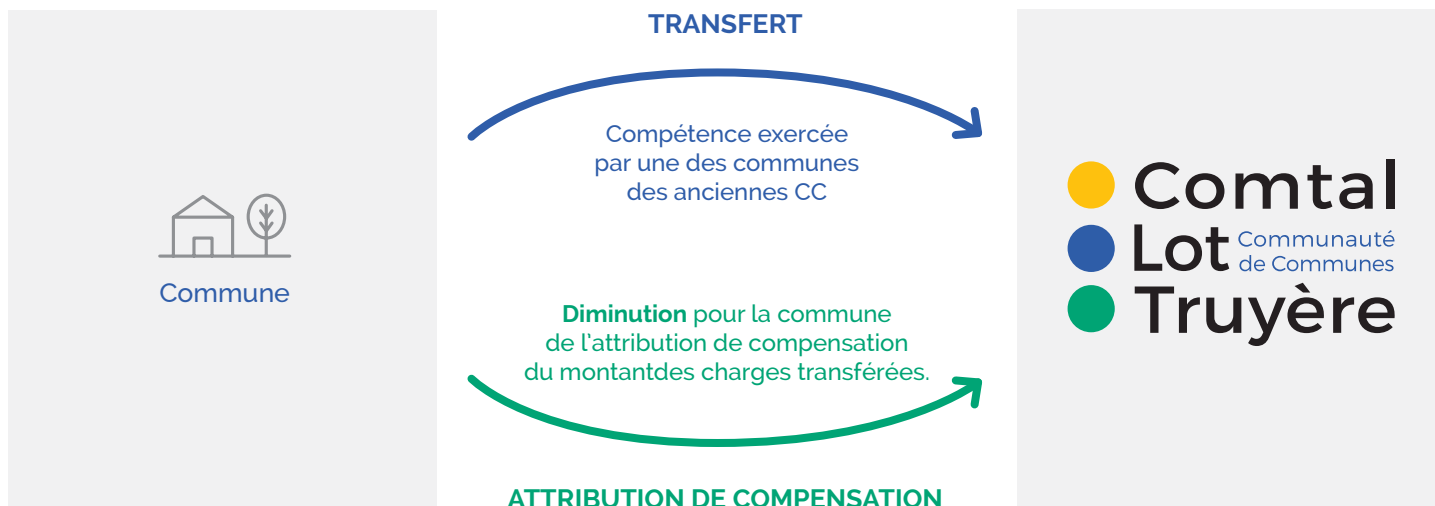 TRANSFERT
Compétence exercée
par une des communes
des anciennes CC
Commune
Diminution pour la commune
de l'attribution de compensation
du montantdes charges transférées.
ATTRIBUTION DE COMPENSATION
Comtal
Lot Communauté
de Communes
Truyère